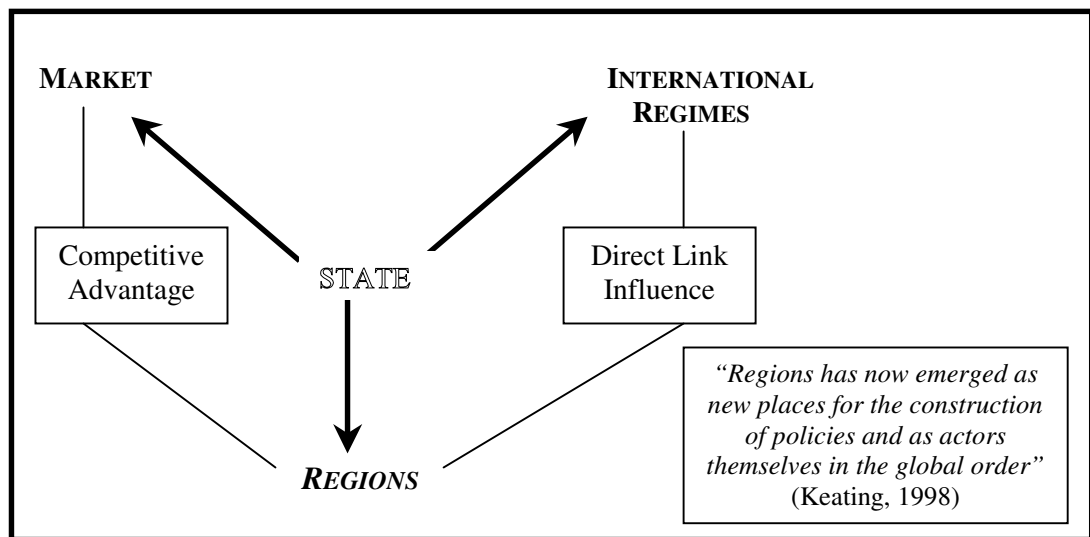 MARKET
INTERNATIONAL
REGIMES
Competitive
Advantage
STATE
Direct Link
Influence
REGIONS
“Regions has now emerged as
new places for the construction
of policies and as actors
themselves in the global order”
(Keating, 1998)